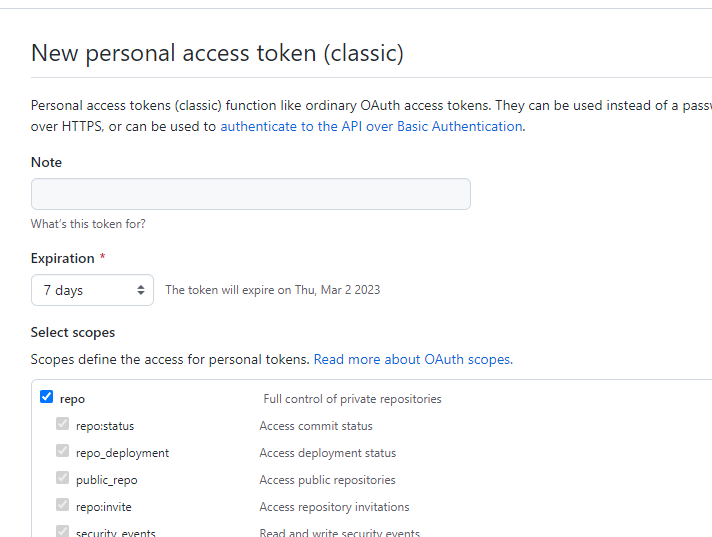 New personal access token (classic)
Personal access tokens (classic) function like ordinary OAuth access tokens. They can be used instead of a
over HTTPS, or can be used to authenticate to the API over Basic Authentication.
Note
What's this token for?
Expiration *
7 days The token will expire on Thu, Mar 2 2023
Select scopes
Scopes define the access for personal tokens. Read more about OAuth scopes.
repo Full control of private repositories
repo:status Access commit status
repo_deployment Access deployment status
public_repo Access public repositories
repo:invite Access repository invitations
security_events Read and write security events